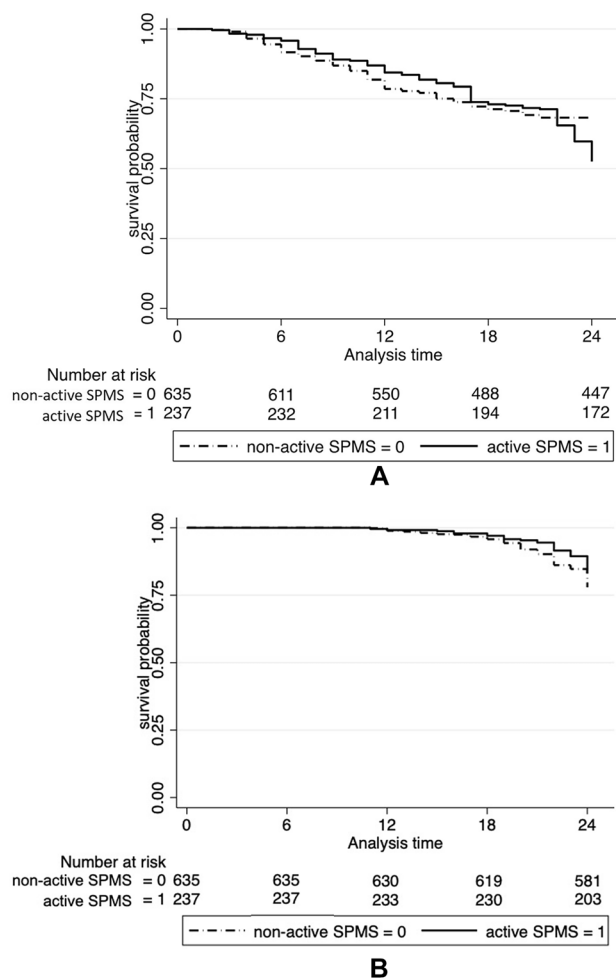 1.00
0.75
0.50
0.25
0.00
survival probability
0 6 12 18 24
Analysis time
Number at risk
non-active SPMS = 0 635 611 550 488 447
active SPMS = 1 237 232 211 194 172
non-active SPMS = 0 active SPMS = 1
A
1.00
0.75
0.50
0.25
0.00
survival probability
0 6 12 18 24
Analysis time
Number at risk
non-active SPMS = 0 635 635 630 619 581
active SPMS = 1 237 237 233 230 203
non-active SPMS = 0 active SPMS = 1
B